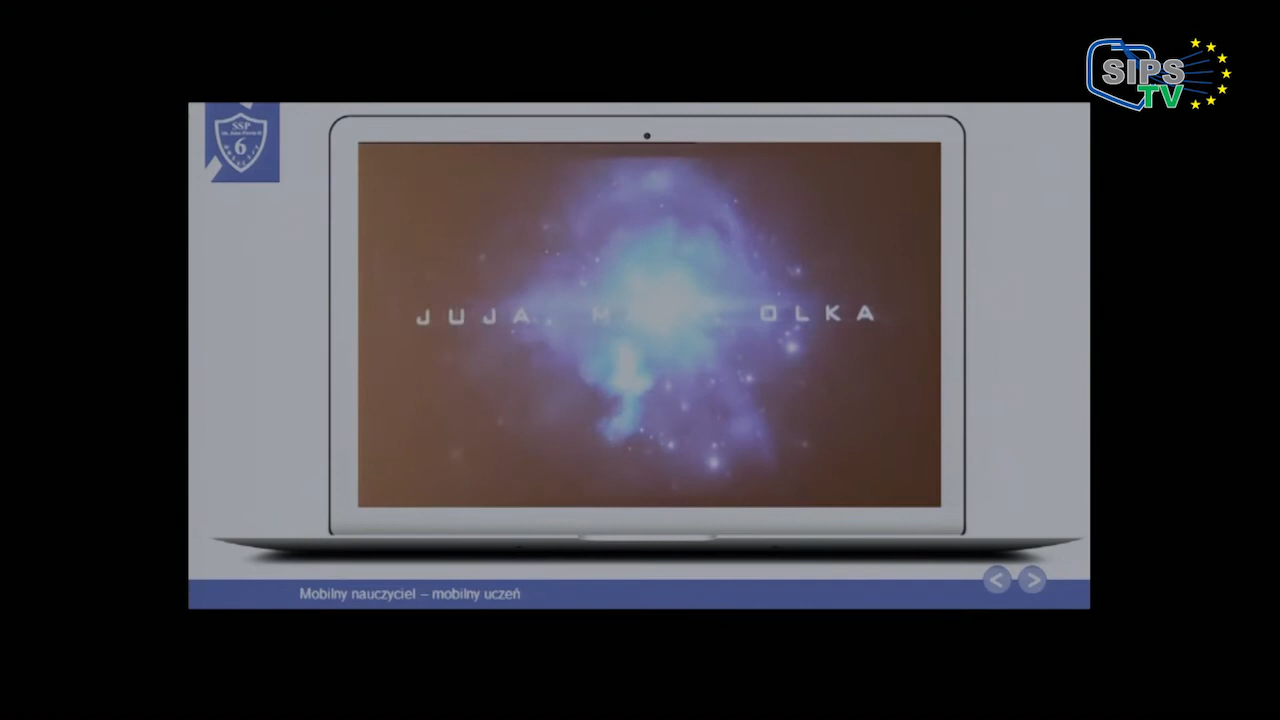 SIPS
TV
SSP
6
JUJA, OLKA
Mobilny nauczyciel – mobilny uczeń